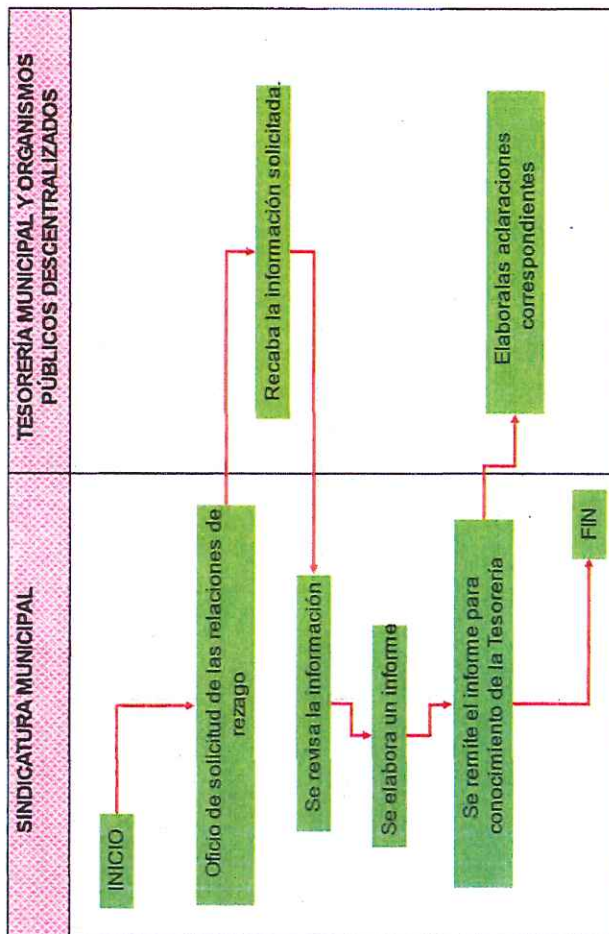 SINDICATURA MUNICIPAL
TESORERÍA MUNICIPAL Y ORGANISMOS
PÚBLICOS DESCENTRALIZADOS
INICIO
Oficio de solicitud de las relaciones de
rezago
Recaba la información solicitada.
Se revisa la información
Se elabora un informe
Se remite el informe para
conocimiento de la Tesorería
Elaboralas aclaraciones
correspondientes
FIN